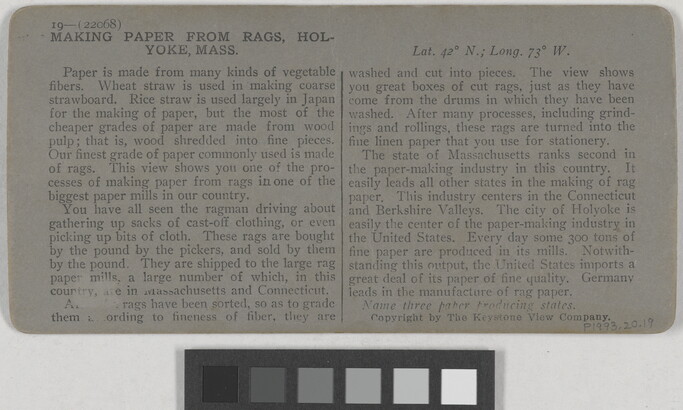 19—(22068)
MAKING PAPER FROM RAGS, HOL-
YOKE, MASS.
Paper is made from many kinds of vegetable
fibers. Wheat straw is used in making coarse
strawboard. Rice straw is used largely in Japan
for the making of paper, but the most of the
cheaper grades of paper are made from wood
pulp; that is, wood shredded into fine pieces.
Our finest grade of paper commonly used is made
of rags. This view shows you one of the pro-
cesses of making paper from rags in one of the
biggest paper mills in our country.
You have all seen the ragman driving about
gathering up sacks of cast-off clothing, or even
picking up bits of cloth. These rags are bought
by the pound by the pickers, and sold by them
by the pound. They are shipped to the large rag
paper mills, a large number of which, in this
country, are in Massachusetts and Connecticut.
rags have been sorted, so as to grade
them ording to fineness of fiber, they are
Lat. 42° N.; Long. 73° W.
washed and cut into pieces. The view shows
you great boxes of cut rags, just as they have
come from the drums in which they have been
washed. After many processes, including grind-
ings and rollings, these rags are turned into the
fine linen paper that you use for stationery.
The state of Massachusetts ranks second in
the paper-making industry in this country. It
easily leads all other states in the making of rag
paper. This industry centers in the Connecticut
and Berkshire Valleys. The city of Holyoke is
easily the center of the paper-making industry in
the United States. Every day some 300 tons of
fine paper are produced in its mills. Notwith-
standing this output, the United States imports a
great deal of its paper of fine quality. Germany
leads in the manufacture of rag paper.
Name three paper producing states.
Copyright by The Keystone View Company.
P1993.20.19